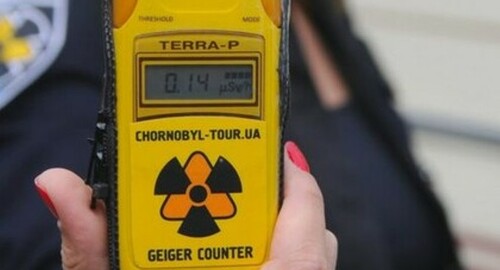 THRESHOLD MODE
TERRA-P
0.14 µSv/h
CHORNOBYL-TOUR.UA
GEIGER COUNTER